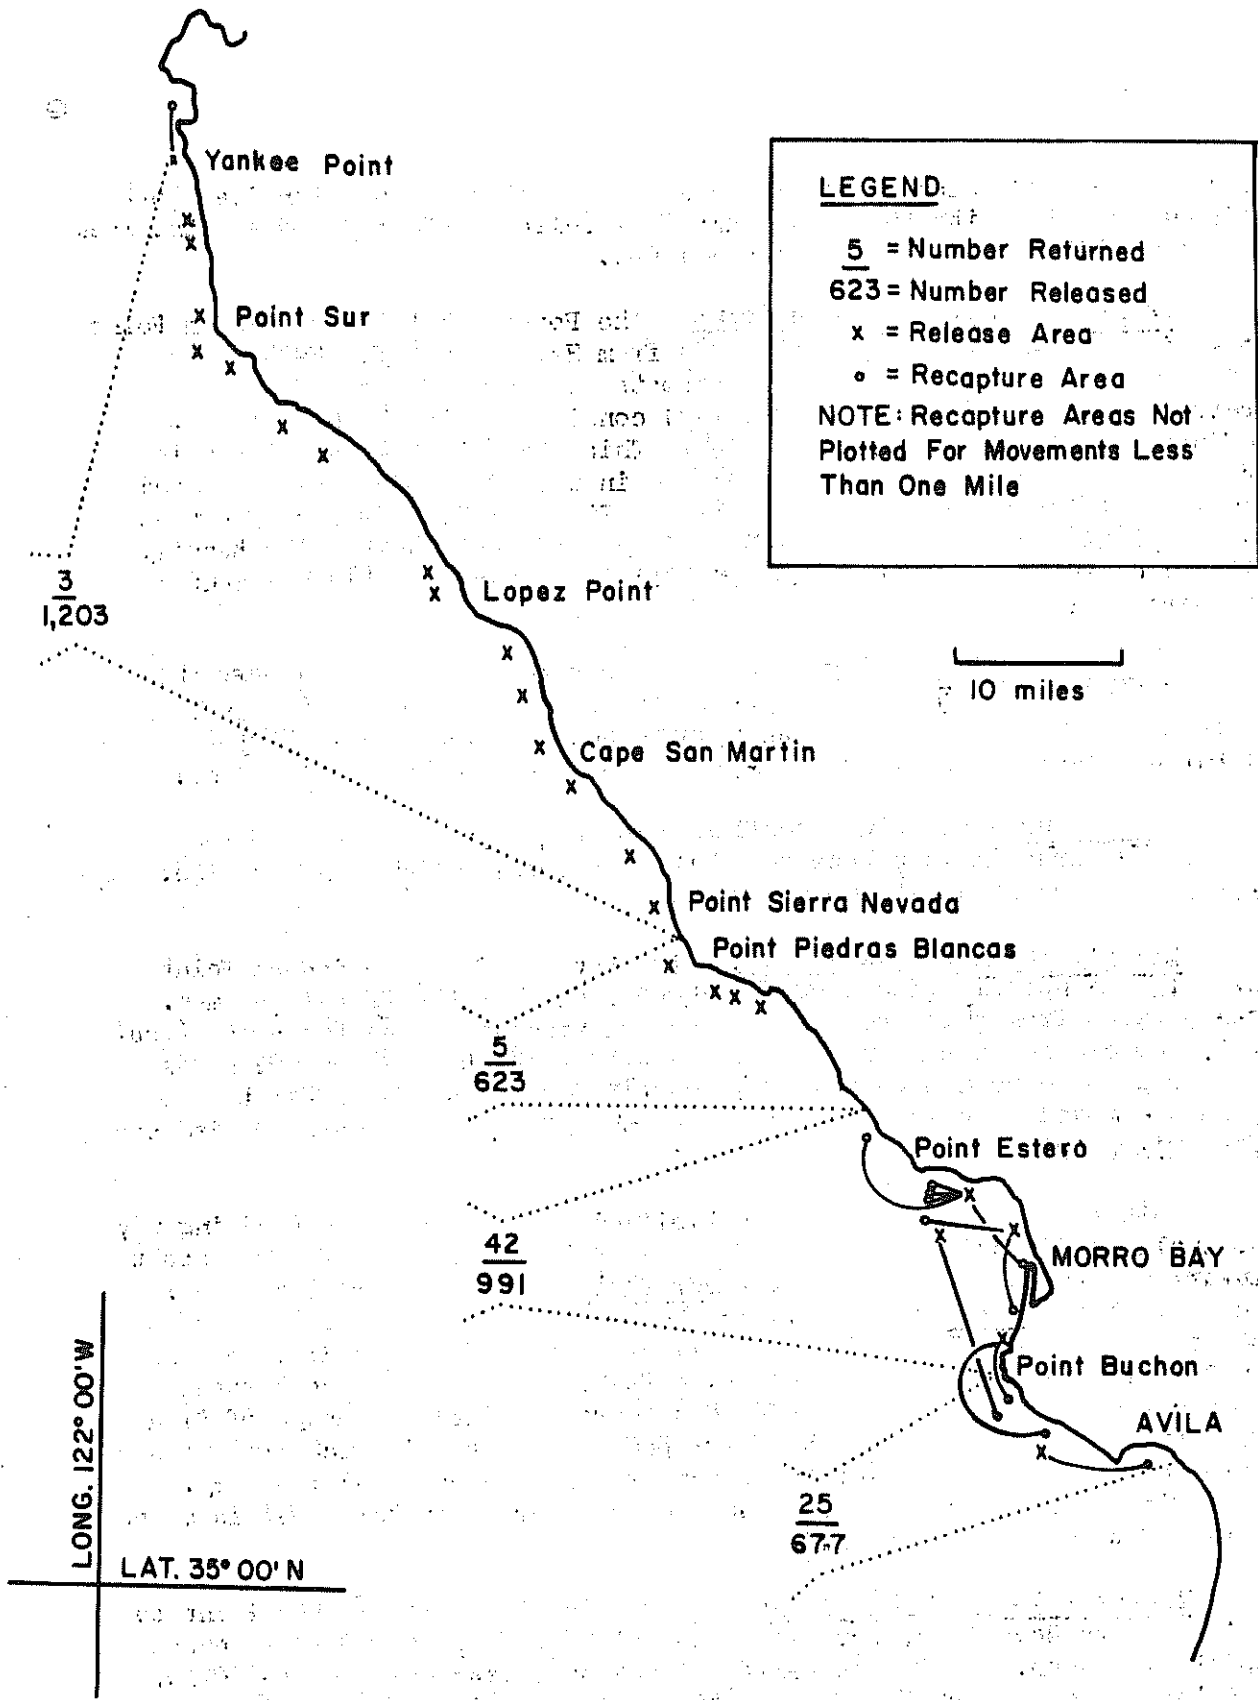 Yankee Point
LEGEND
5 = Number Returned
623 = Number Released
x = Release Area
o = Recapture Area
NOTE: Recapture Areas Not
Plotted For Movements Less
Than One Mile
Point Sur
3
1,203
Lopez Point
10 miles
Cape San Martin
Point Sierra Nevada
Point Piedras Blancas
5
623
Point Estero
42
991
MORRO BAY
Point Buchon
AVILA
25
677
LONG. 122° 00' W
LAT. 35° 00' N